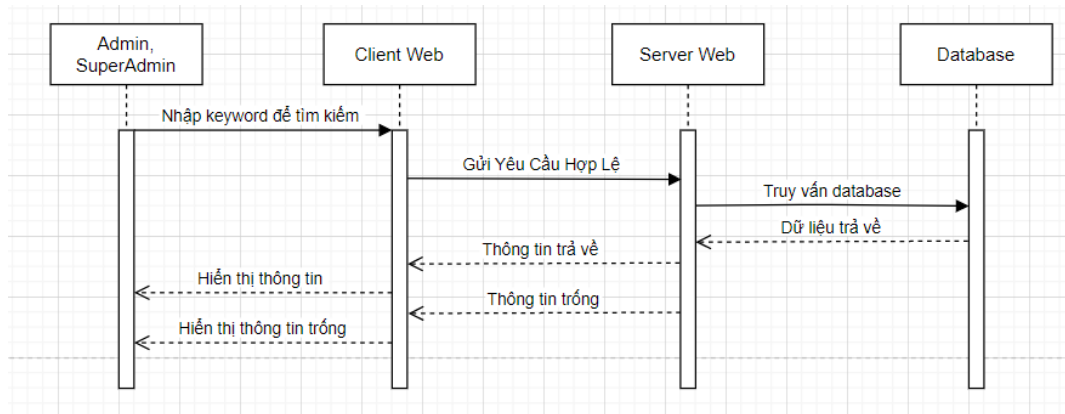 Admin,
SuperAdmin
Client Web
Server Web
Database
Nhập keyword để tìm kiếm
Gửi Yêu Cầu Hợp Lệ
Truy vấn database
Dữ liệu trả về
Thông tin trả về
Hiển thị thông tin
Thông tin trống
Hiển thị thông tin trống